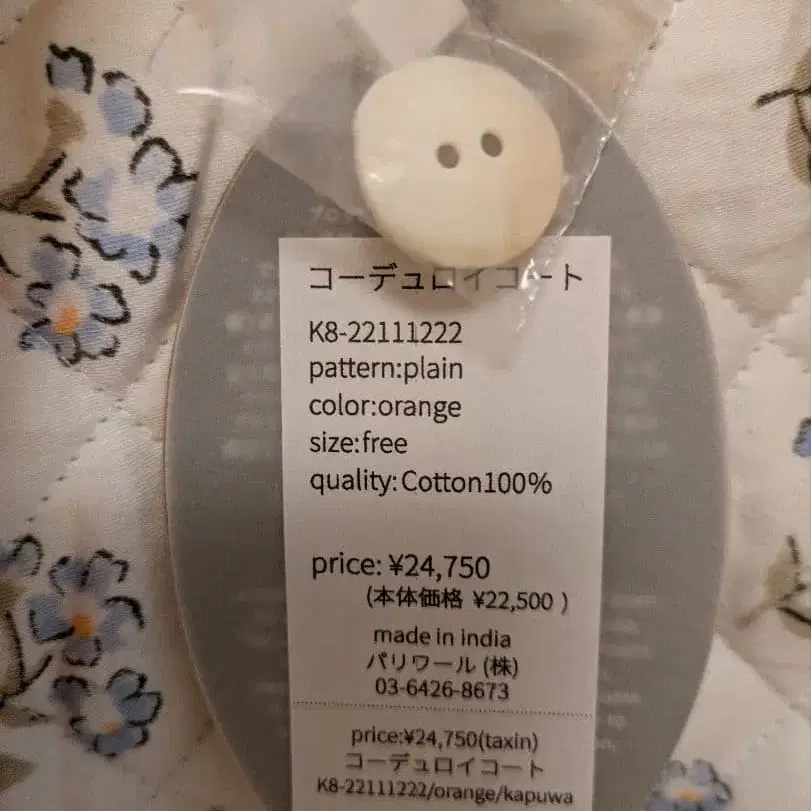 コーデュロイコート
K8-22111222
pattern:plain
color:orange
size:free
quality:Cotton100%
price: ¥24,750
(本体価格 ¥22,500 )
made in india
パリワール (株)
03-6426-8673
price:¥24,750(taxin)
コーデュロイコート
K8-22111222/orange/kapuwa